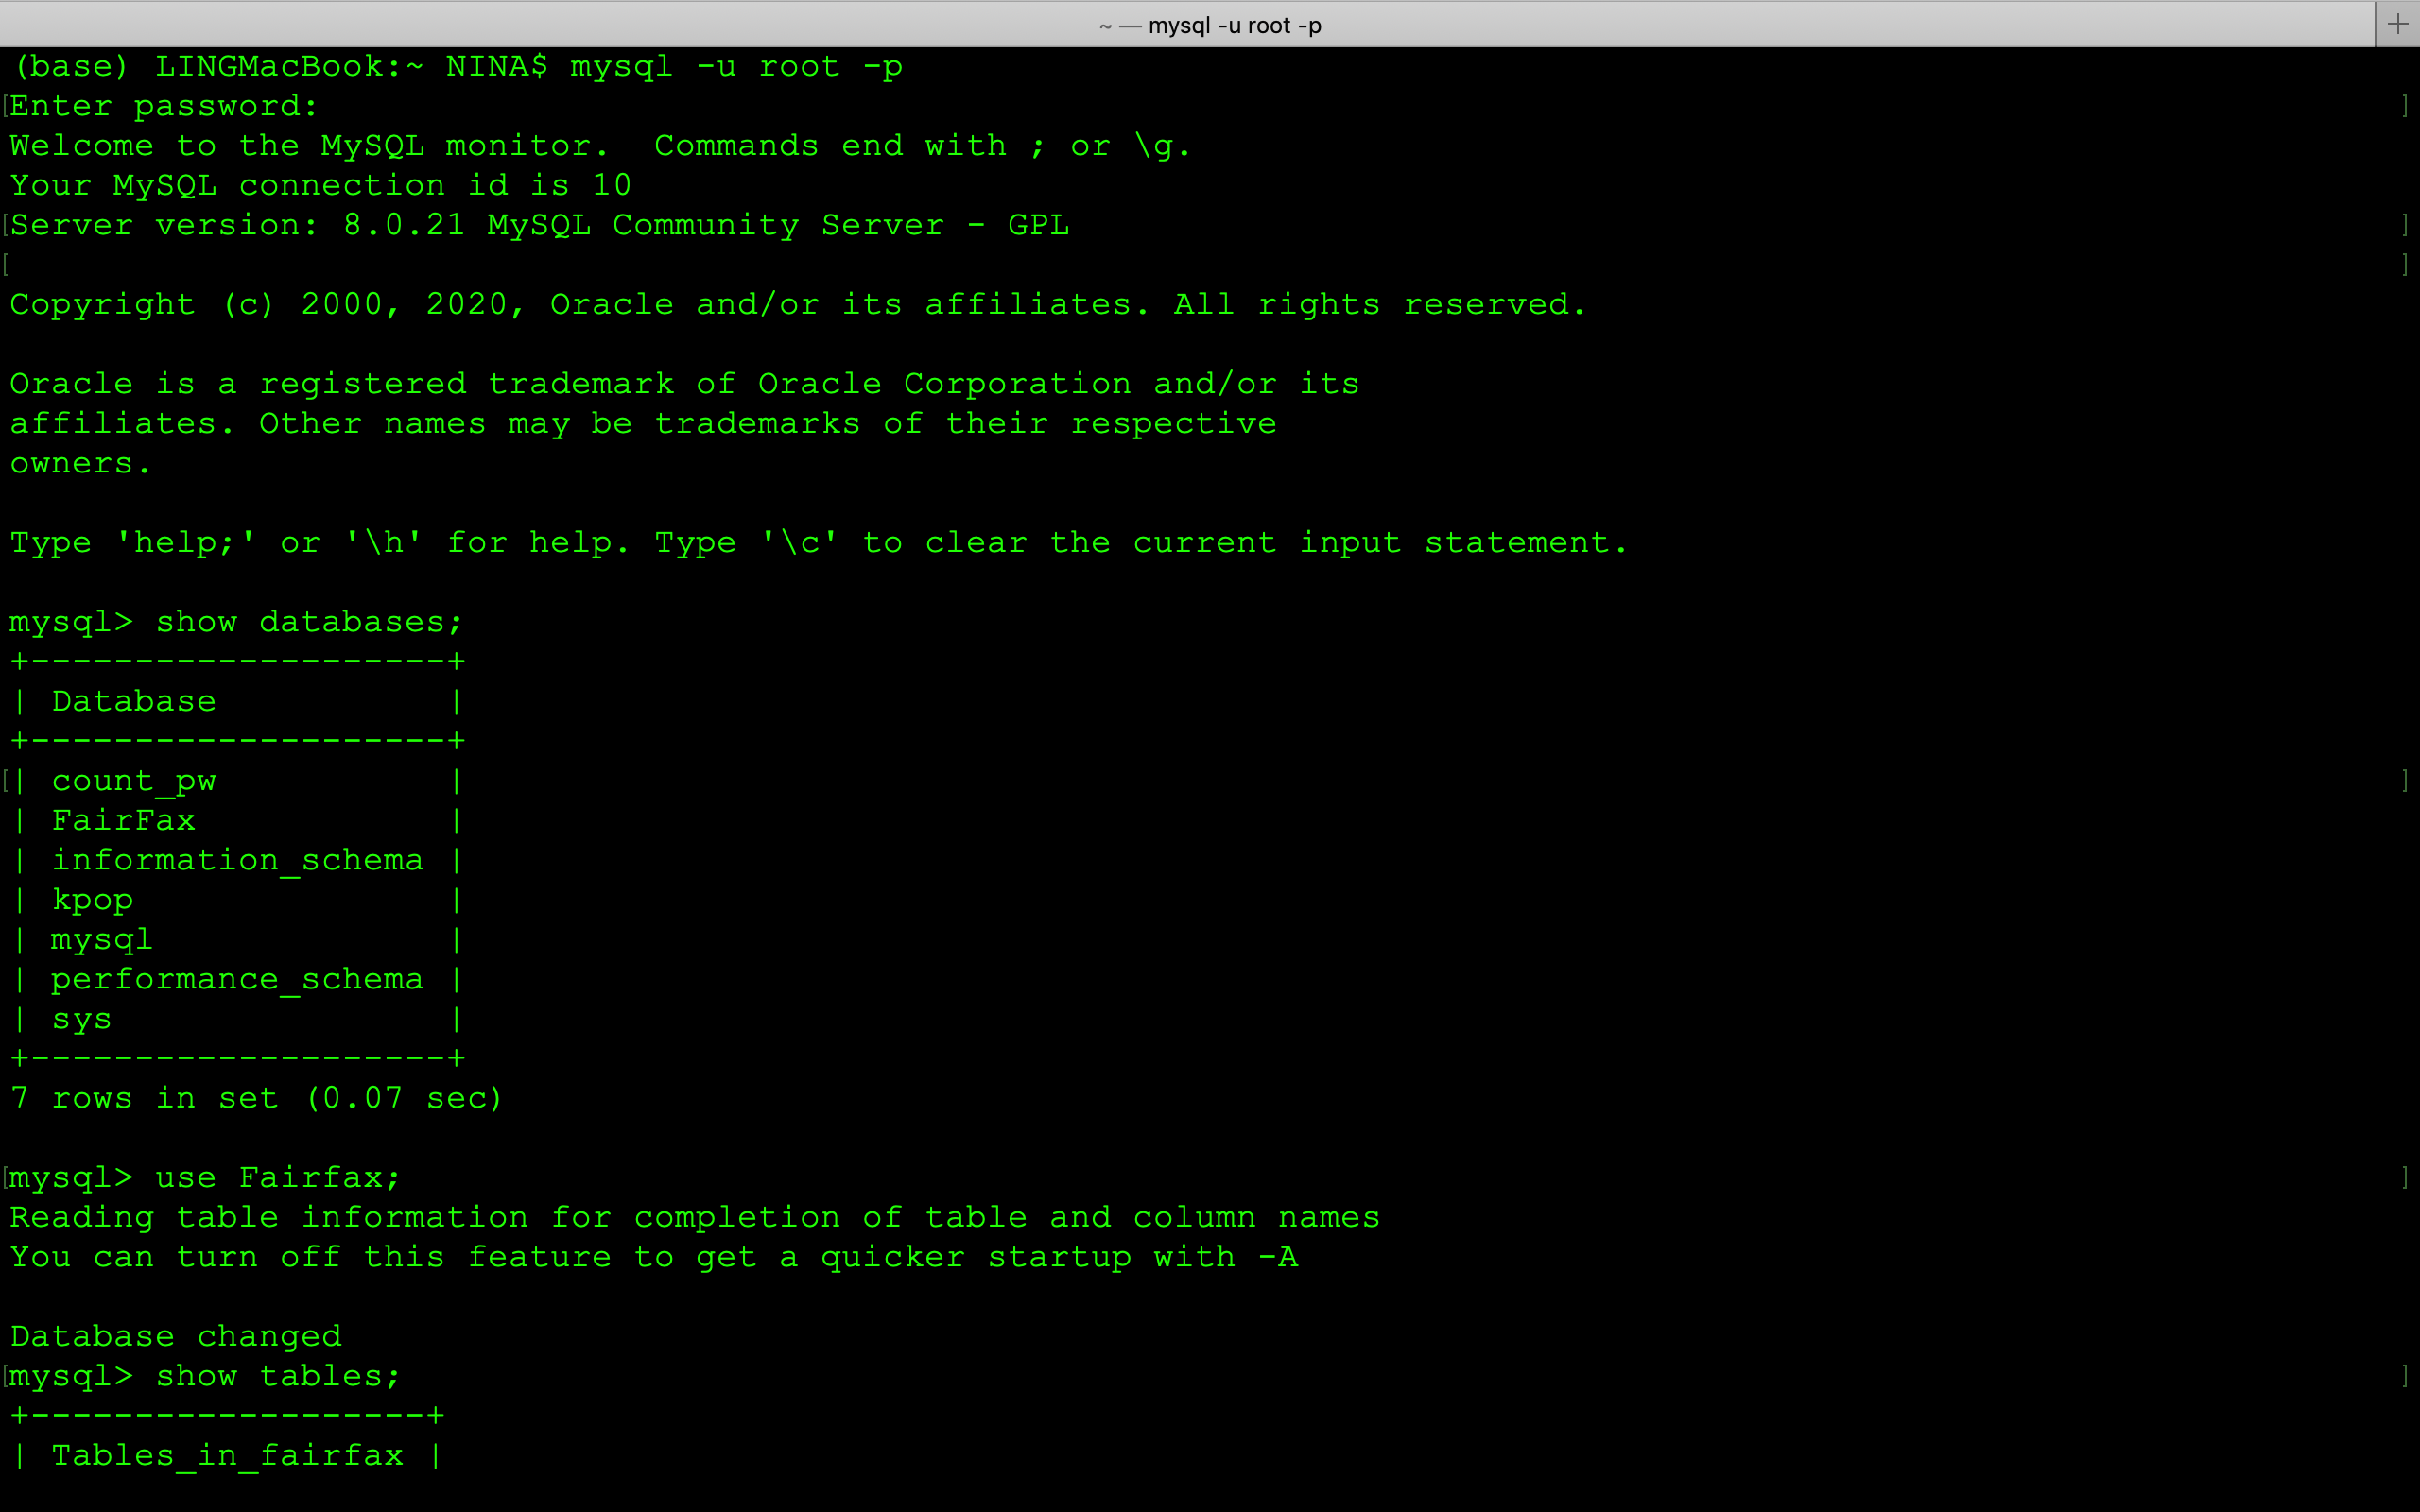 ~ — mysql -u root -p
(base) LINGMacBook:~ NINA$ mysql -u root -p
[Enter password: ]
Welcome to the MySQL monitor.  Commands end with ; or \g.
Your MySQL connection id is 10
[Server version: 8.0.21 MySQL Community Server - GPL ]
[ ]
Copyright (c) 2000, 2020, Oracle and/or its affiliates. All rights reserved.
Oracle is a registered trademark of Oracle Corporation and/or its
affiliates. Other names may be trademarks of their respective
owners.
Type 'help;' or '\h' for help. Type '\c' to clear the current input statement.
mysql> show databases;
+--------------------+
| Database           |
+--------------------+
[| count_pw           | ]
| FairFax            |
| information_schema |
| kpop               |
| mysql              |
| performance_schema |
| sys                |
+--------------------+
7 rows in set (0.07 sec)
[mysql> use Fairfax; ]
Reading table information for completion of table and column names
You can turn off this feature to get a quicker startup with -A
Database changed
[mysql> show tables; ]
+-------------------+
| Tables_in_fairfax |